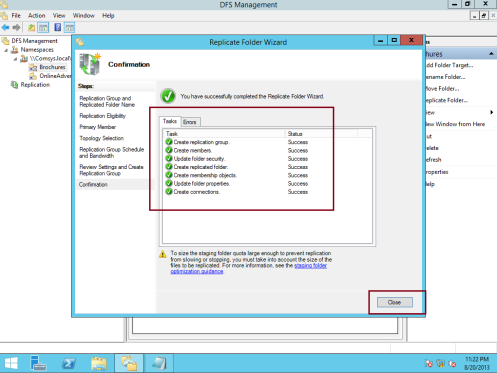 DFS Management
File Action View Window Help
DFS Management
Namespaces
\\Comsys.local\
Brochures
OnlineAdver
Replication
Replicate Folder Wizard
Confirmation
Steps:
Replication Group and
Replicated Folder Name
Replication Eligibility
Primary Member
Topology Selection
Replication Group Schedule
and Bandwidth
Review Settings and Create
Replication Group
Confirmation
You have successfully completed the Replicate Folder Wizard.
Tasks Errors
Task Status
Create replication group. Success
Create members. Success
Update folder security. Success
Create replicated folder. Success
Create membership objects. Success
Update folder properties. Success
Create connections. Success
To size the staging folder quota large enough to prevent replication
from slowing or stopping, you must take into account the size of the
files to be replicated. For more information, see the staging folder
optimization guidance.
Close
ns
hures
dd Folder Target...
ename Folder...
ove Folder...
eplicate Folder...
iew
ew Window from Here
ut
elete
efresh
roperties
elp
11:22 PM
8/20/2013